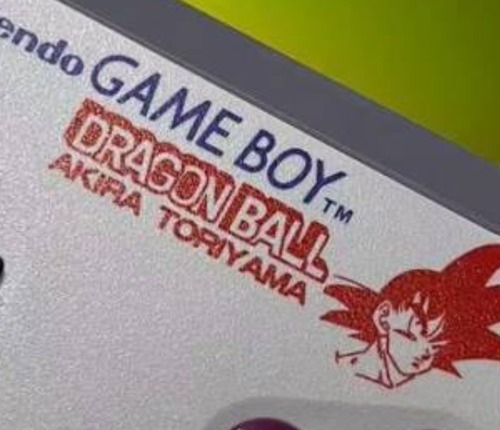 endo GAME BOY™
DRAGON BALL
AKIRA TORIYAMA